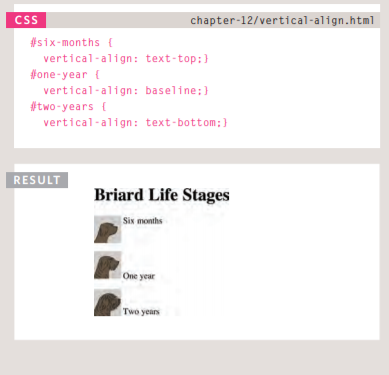 CSS
chapter-12/vertical-align.html
#six-months {
vertical-align: text-top;}
#one-year {
vertical-align: baseline;}
#two-years {
vertical-align: text-bottom;}
RESULT
Briard Life Stages
Six months
One year
Two years